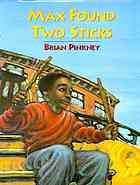 MAX FOUND
TWO STICKS
BRIAN PINKNEY